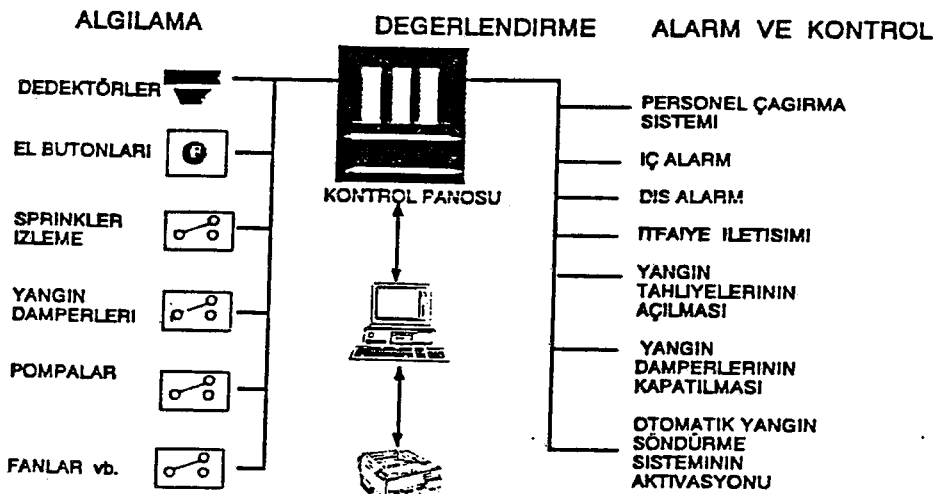 ALGILAMA
DEGERLENDIRME
ALARM VE KONTROL
DEDEKTÖRLER
EL BUTONLARI
SPRINKLER
IZLEME
YANGIN
DAMPERLERI
POMPALAR
FANLAR vb.
KONTROL PANOSU
PERSONEL ÇAGIRMA
SISTEMI
IÇ ALARM
DIS ALARM
ITFAIYE ILETISIMI
YANGIN
TAHLIYELERININ
AÇILMASI
YANGIN
DAMPERLERININ
KAPATILMASI
OTOMATIK YANGIN
SÖNDÜRME
SISTEMININ
AKTIVASYONU